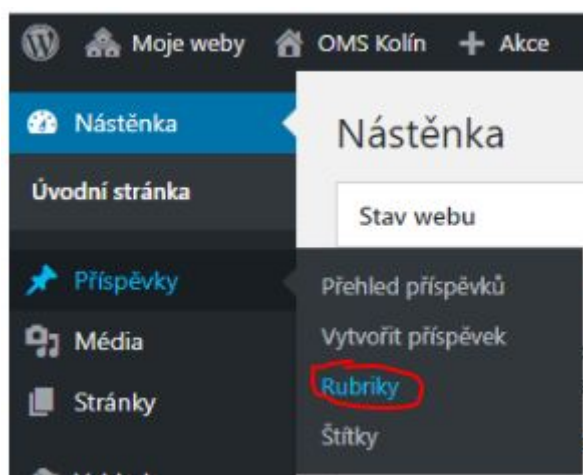 Moje weby OMS Kolín + Akce
Nástěnka
Nástěnka
Úvodní stránka
Stav webu
Příspěvky
Přehled příspěvků
Média
Vytvořit příspěvek
Rubriky
Stránky
Štítky